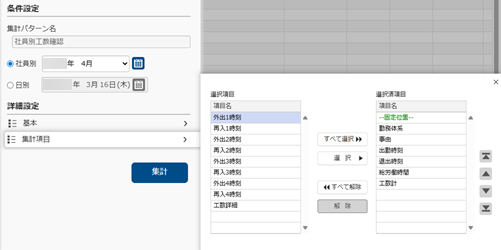 条件設定
集計パターン名
社員別工数確認
社員別 年 4月
日別 年 3月16日(木)
詳細設定
基本
集計項目
集計
選択項目
項目名
外出1時刻
再入1時刻
外出2時刻
再入2時刻
外出3時刻
再入3時刻
外出4時刻
再入4時刻
工数詳細
すべて選択
選 択
すべて解除
解 除
選択済項目
項目名
--固定位置--
勤務体系
事由
出勤時刻
退出時刻
総労働時間
工数計